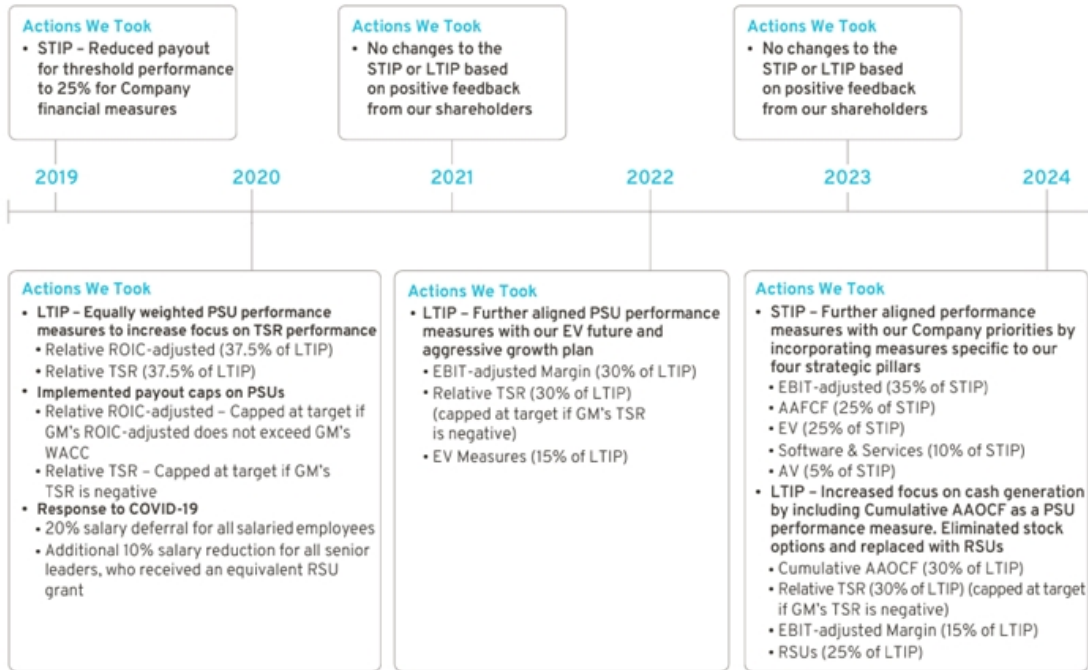 Actions We Took
• STIP – Reduced payout
for threshold performance
to 25% for Company
financial measures
Actions We Took
• No changes to the
STIP or LTIP based
on positive feedback
from our shareholders
Actions We Took
• No changes to the
STIP or LTIP based
on positive feedback
from our shareholders
2019
2020
2021
2022
2023
2024
Actions We Took
• LTIP – Equally weighted PSU performance
measures to increase focus on TSR performance
• Relative ROIC-adjusted (37.5% of LTIP)
• Relative TSR (37.5% of LTIP)
• Implemented payout caps on PSUs
• Relative ROIC-adjusted – Capped at target if
GM's ROIC-adjusted does not exceed GM's
WACC
• Relative TSR – Capped at target if GM's
TSR is negative
• Response to COVID-19
• 20% salary deferral for all salaried employees
• Additional 10% salary reduction for all senior
leaders, who received an equivalent RSU
grant
Actions We Took
• LTIP – Further aligned PSU performance
measures with our EV future and
aggressive growth plan
• EBIT-adjusted Margin (30% of LTIP)
• Relative TSR (30% of LTIP)
(capped at target if GM's TSR
is negative)
• EV Measures (15% of LTIP)
Actions We Took
• STIP – Further aligned performance
measures with our Company priorities by
incorporating measures specific to our
four strategic pillars
• EBIT-adjusted (35% of STIP)
• AAFCF (25% of STIP)
• EV (25% of STIP)
• Software & Services (10% of STIP)
• AV (5% of STIP)
• LTIP – Increased focus on cash generation
by including Cumulative AAOCF as a PSU
performance measure. Eliminated stock
options and replaced with RSUs
• Cumulative AAOCF (30% of LTIP)
• Relative TSR (30% of LTIP) (capped at target
if GM's TSR is negative)
• EBIT-adjusted Margin (15% of LTIP)
• RSUs (25% of LTIP)